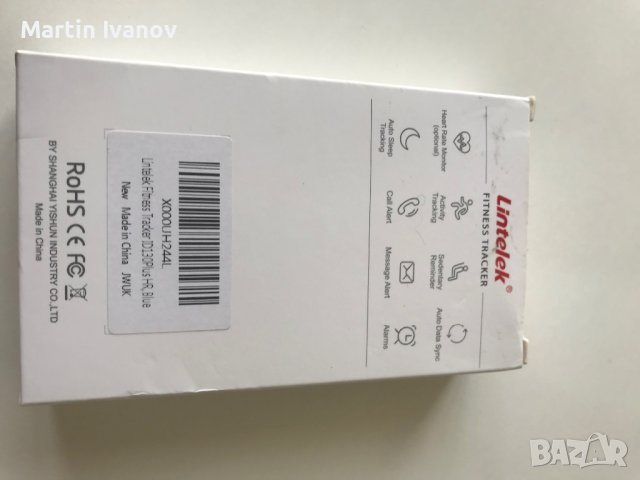 Martin Ivanov
Lintelek®
FITNESS TRACKER
Heart Rate Monitor
(optional)
Activity
Tracking
Sedentary
Reminder
Auto Data Sync
Auto Sleep
Tracking
Call Alert
Message Alert
Alarms
X000UH244L
Lintelek Fitness Tracker ID130Plus HR, Blue
New Made in China JWUK
RoHS CE FC
BY SHANGHAI YISHUN INDUSTRY CO.,LTD
Made in China
BAZAR